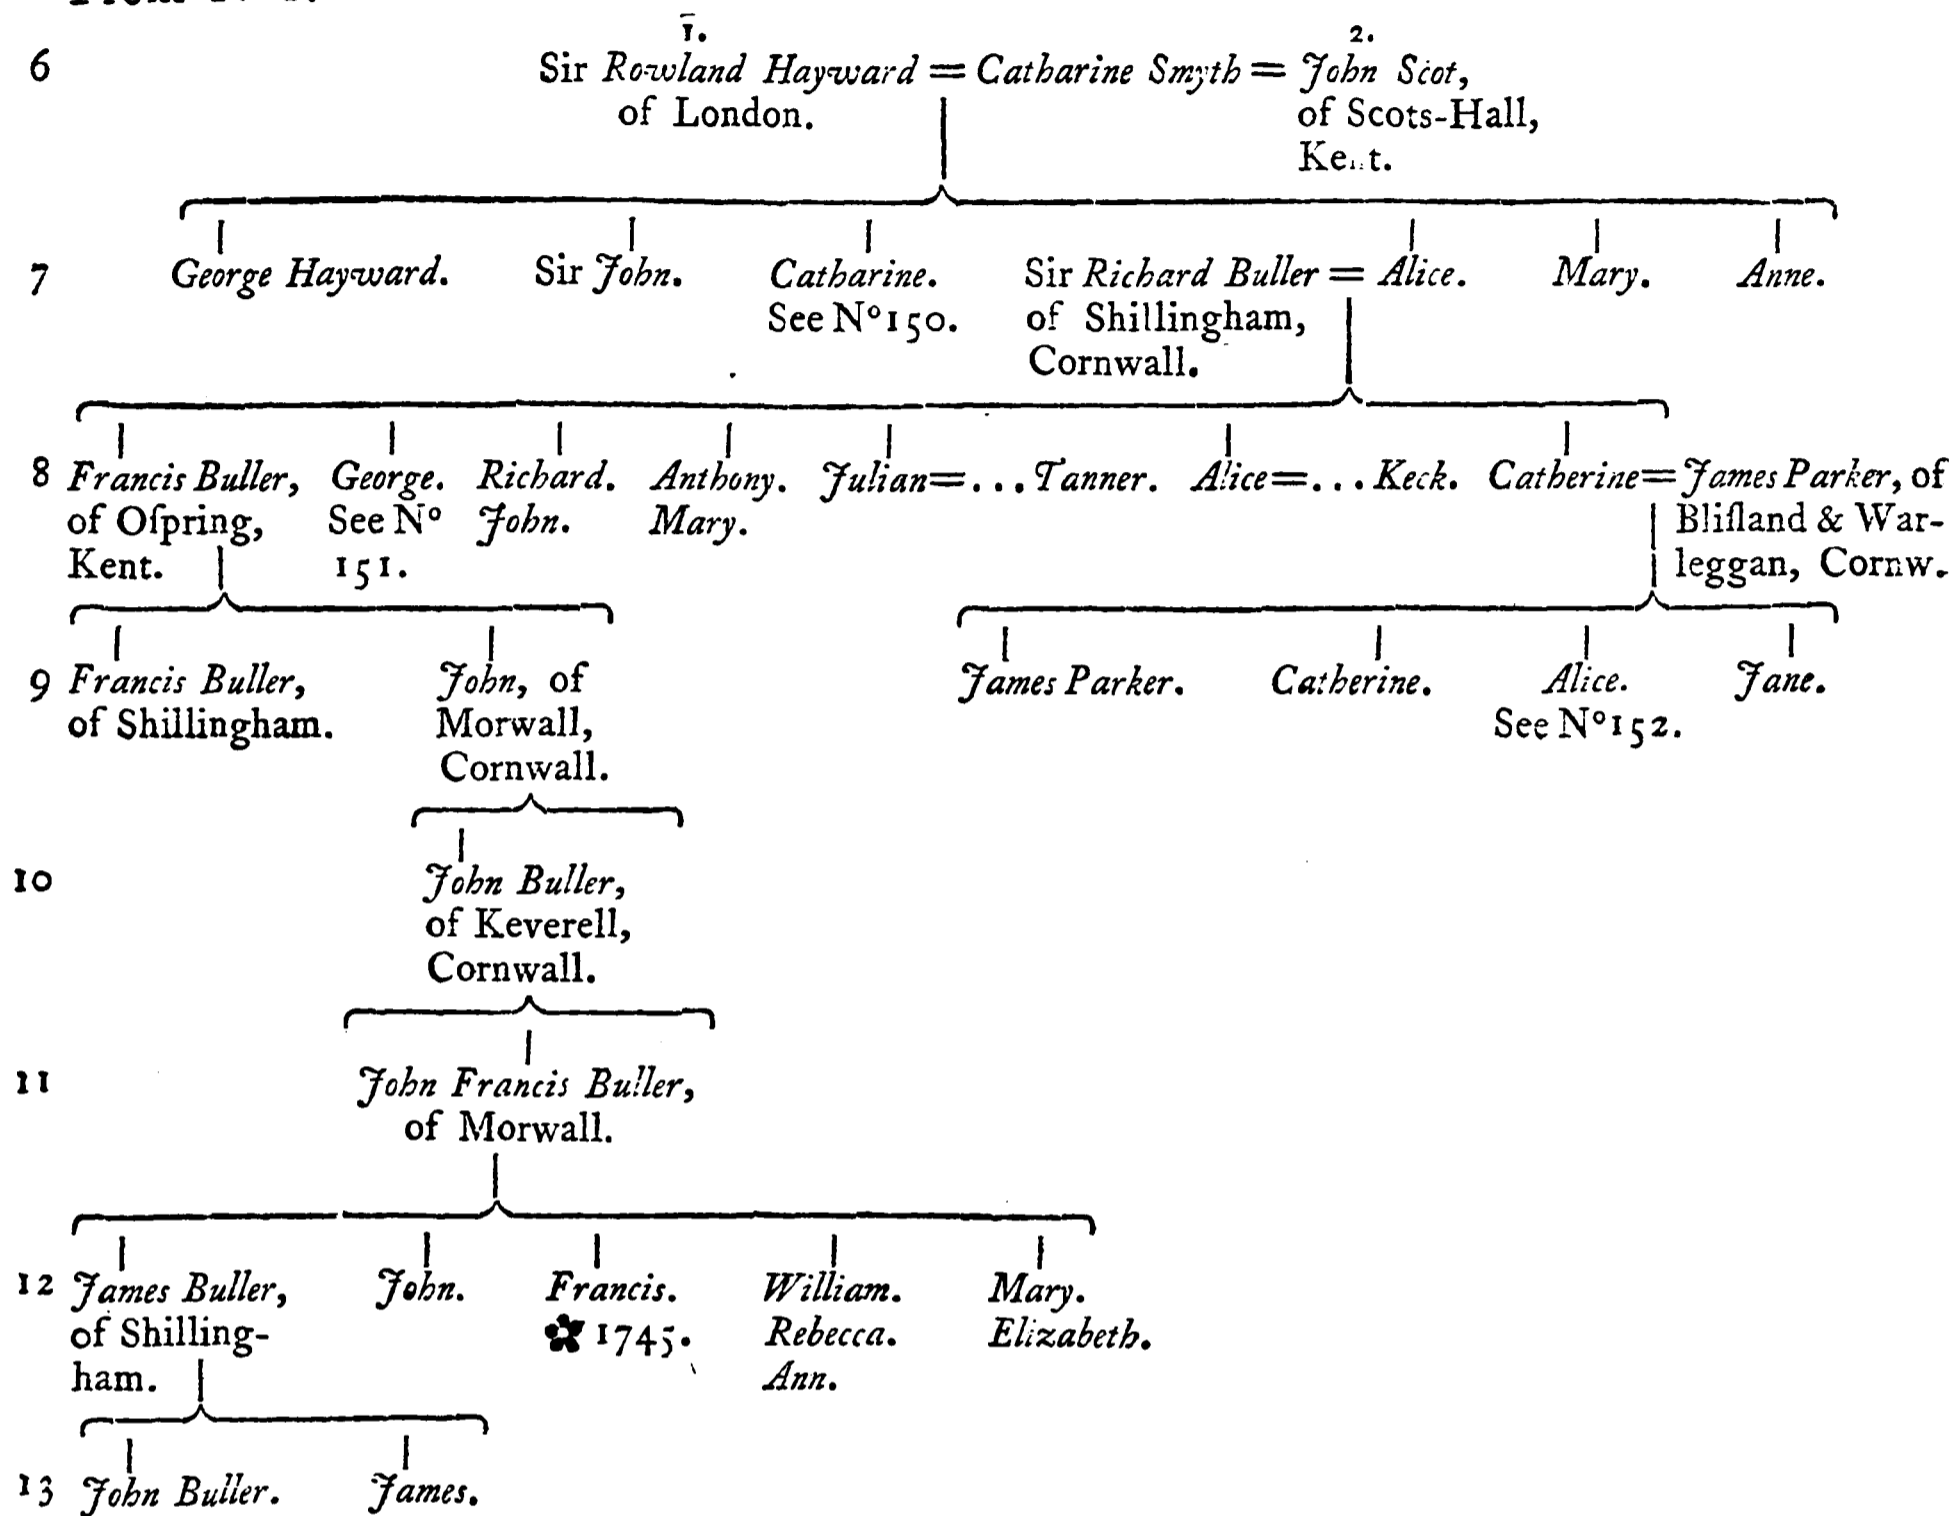 1. 2.
6 Sir Rowland Hayward = Catharine Smyth = John Scot,
of London. of Scots-Hall,
Kent.
7 George Hayward. Sir John. Catharine. Sir Richard Buller = Alice. Mary. Anne.
See No 150. of Shillingham,
Cornwall.
8 Francis Buller, George. Richard. Anthony. Julian=...Tanner. Alice=...Keck. Catherine=James Parker, of
of Oſpring, See No John. Mary. Bliſland & War-
Kent. 151. leggan, Cornw.
9 Francis Buller, John, of James Parker. Catherine. Alice. Jane.
of Shillingham. Morwall, See No 152.
Cornwall.
10 John Buller,
of Keverell,
Cornwall.
11 John Francis Buller,
of Morwall.
12 James Buller, John. Francis. William. Mary.
of Shilling- ✿ 1745. Rebecca. Elizabeth.
ham. Ann.
13 John Buller. James.